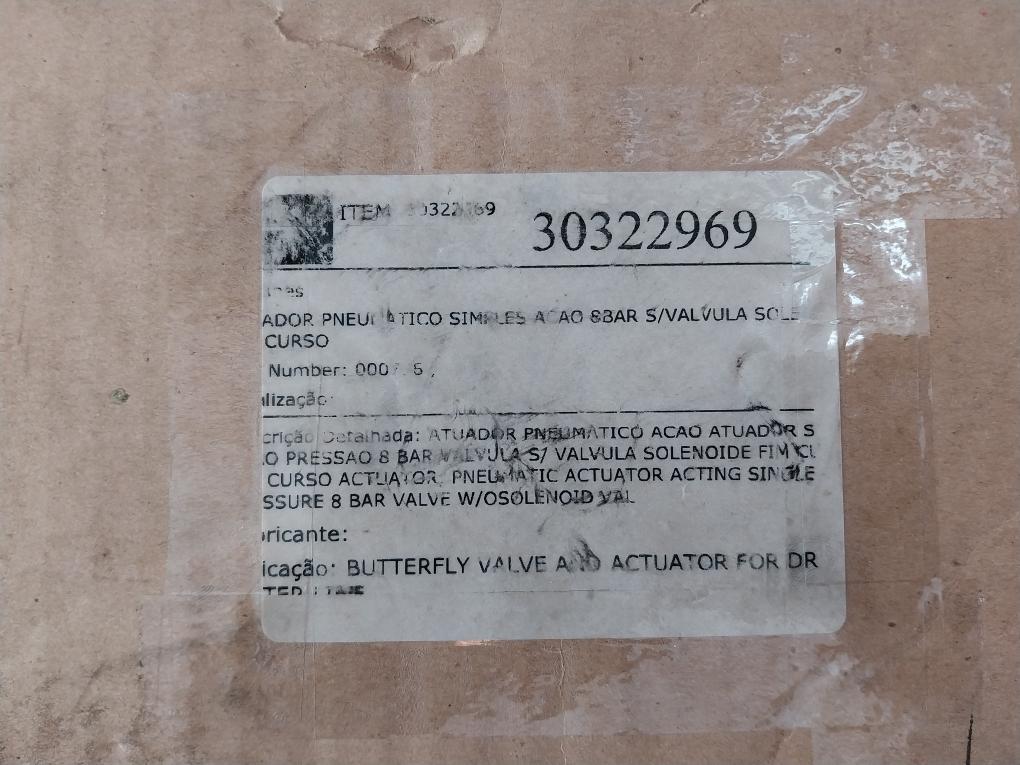 ITEM 30322969 30322969
ADOR PNEUMATICO SIMPLES ACAO 8BAR S/VALVULA SOLE
CURSO
Number:
alização
crição Detalhada: ATUADOR PNEUMATICO ACAO ATUADOR S
O PRESSAO 8 BAR VALVULA S/ VALVULA SOLENOIDE FIM CU
CURSO ACTUATOR, PNEUMATIC ACTUATOR ACTING SINGLE
SSURE 8 BAR VALVE W/OSOLENOID VAL
bricante:
icação: BUTTERFLY VALVE AND ACTUATOR FOR DR